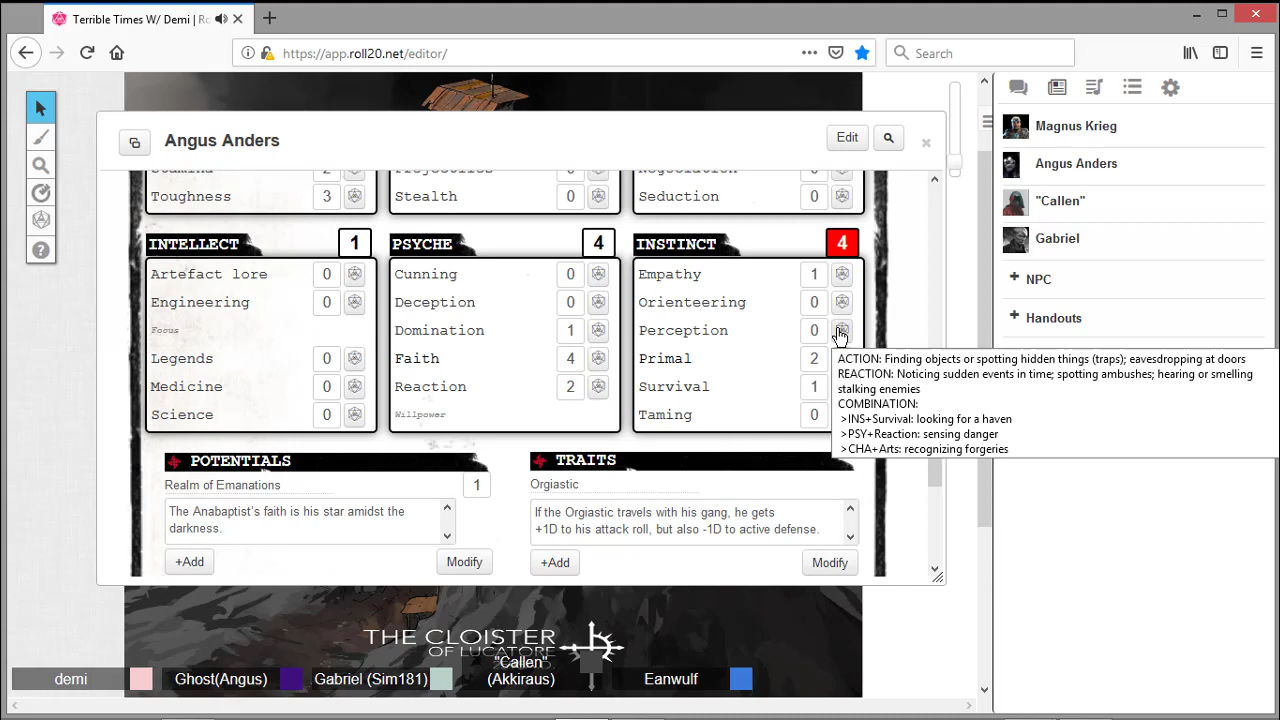 Terrible Times W/ Demi | Ro
https://app.roll20.net/editor/
Search
Angus Anders
Edit
Stamina 2
Projectiles 0
Negotiation 0
Toughness 3
Stealth 0
Seduction 0
INTELLECT 1
Artefact lore 0
Engineering 0
Focus
Legends 0
Medicine 0
Science 0
PSYCHE 4
Cunning 0
Deception 0
Domination 1
Faith 4
Reaction 2
Willpower
INSTINCT 4
Empathy 1
Orienteering 0
Perception 0
Primal 2
Survival 1
Taming 0
ACTION: Finding objects or spotting hidden things (traps); eavesdropping at doors
REACTION: Noticing sudden events in time; spotting ambushes; hearing or smelling
stalking enemies
COMBINATION:
>INS+Survival: looking for a haven
>PSY+Reaction: sensing danger
>CHA+Arts: recognizing forgeries
POTENTIALS
Realm of Emanations 1
The Anabaptist's faith is his star amidst the
darkness.
+Add
Modify
TRAITS
Orgiastic
If the Orgiastic travels with his gang, he gets
+1D to his attack roll, but also -1D to active defense.
+Add
Modify
Magnus Krieg
Angus Anders
"Callen"
Gabriel
NPC
Handouts
THE CLOISTER
OF LUCATORE
demi
Ghost(Angus)
Gabriel (Sim181)
"Callen"
(Akkiraus)
Eanwulf